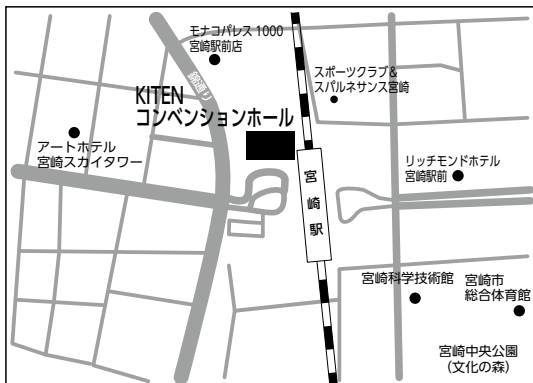 モナコパレス 1000
宮崎駅前店
錦通り
KITEN
コンベンションホール
スポーツクラブ＆
スパルネサンス宮崎
アートホテル
宮崎スカイタワー
リッチモンドホテル
宮崎駅前
宮崎駅
宮崎科学技術館
宮崎市
総合体育館
宮崎中央公園
（文化の森）